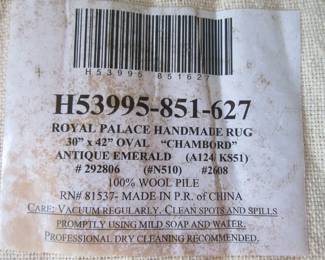 H53995 851627
H53995-851-627
ROYAL PALACE HANDMADE RUG
30" x 42" OVAL "CHAMBORD"
ANTIQUE EMERALD (A124/KS51)
# 292806 (#N510) #2608
100% WOOL PILE
RN# 81537- MADE IN P.R. of CHINA
CARE: VACUUM REGULARLY. CLEAN SPOTS AND SPILLS
PROMPTLY USING MILD SOAP AND WATER.
PROFESSIONAL DRY CLEANING RECOMMENDED.